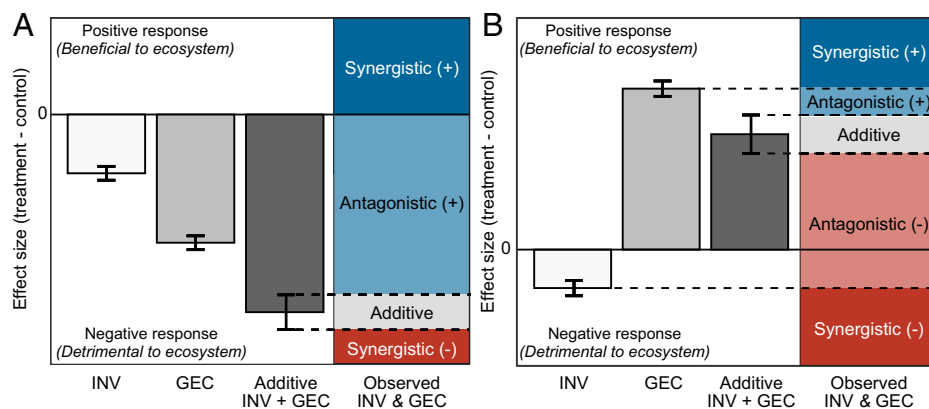 A
Positive response
(Beneficial to ecosystem)
Synergistic (+)
0
Antagonistic (+)
Effect size (treatment - control)
Additive
Negative response
(Detrimental to ecosystem)
Synergistic (-)
INV
GEC
Additive
INV + GEC
Observed
INV & GEC
B
Positive response
(Beneficial to ecosystem)
Synergistic (+)
Antagonistic (+)
Additive
Effect size (treatment - control)
Antagonistic (-)
0
Negative response
(Detrimental to ecosystem)
Synergistic (-)
INV
GEC
Additive
INV + GEC
Observed
INV & GEC